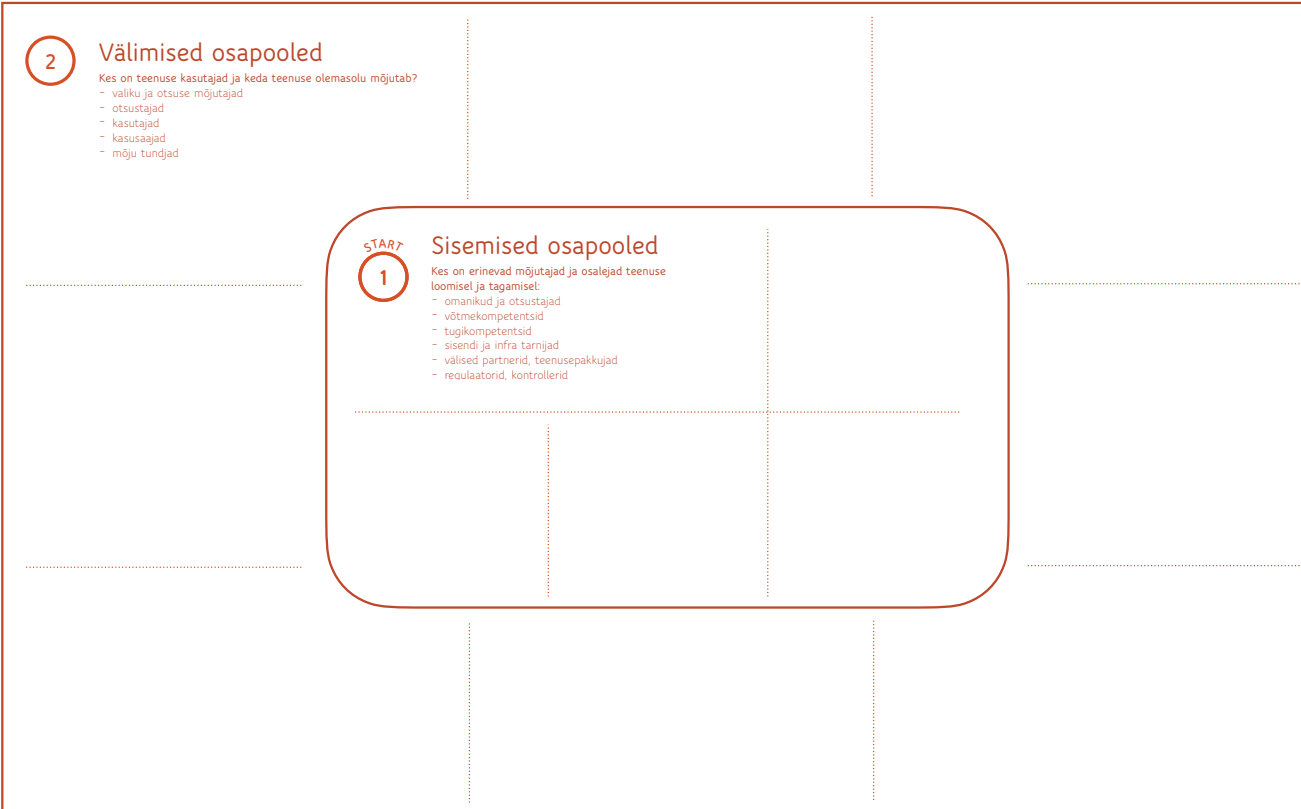 2
Välimised osapooled
Kes on teenuse kasutajad ja keda teenuse olemasolu mõjutab?
- valiku ja otsuse mõjutajad
- otsustajad
- kasutajad
- kasusaajad
- mõju tundjad
START
1
Sisemised osapooled
Kes on erinevad mõjutajad ja osalejad teenuse
loomisel ja tagamisel:
- omanikud ja otsustajad
- võtmekompetentsid
- tugikompetentsid
- sisendi ja infra tarnijad
- välised partnerid, teenusepakkujad
- regulaatorid, kontrollerid